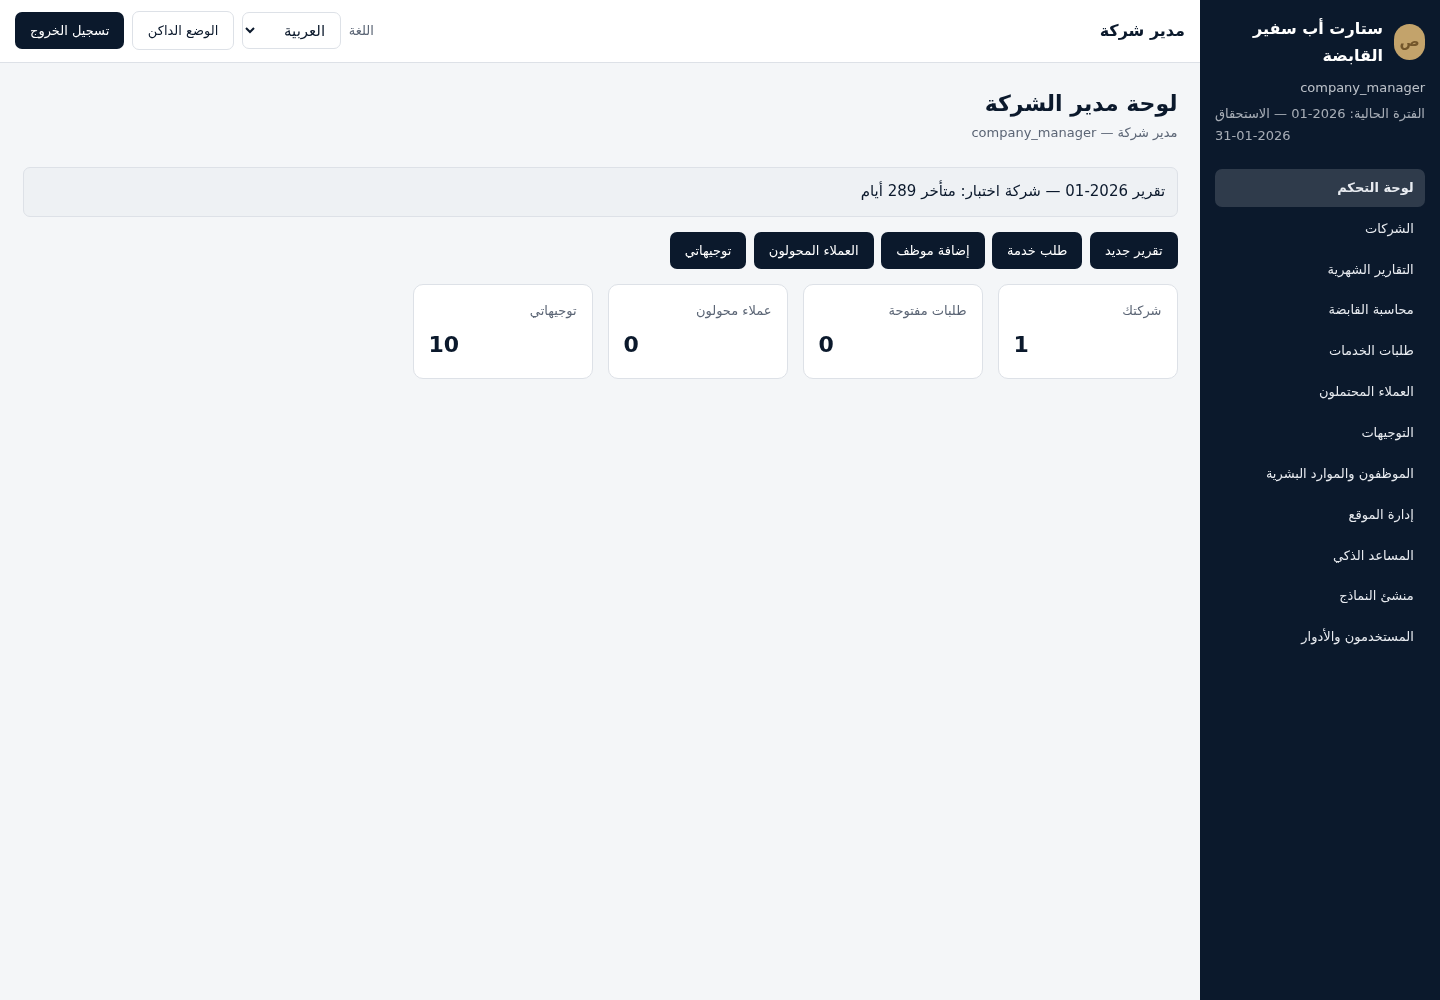 ص
ستارت أب سفير
القابضة
company_manager
الفترة الحالية: 2026-01 — الاستحقاق
2026-01-31
لوحة التحكم
الشركات
التقارير الشهرية
محاسبة القابضة
طلبات الخدمات
العملاء المحتملون
التوجيهات
الموظفون والموارد البشرية
إدارة الموقع
المساعد الذكي
منشئ النماذج
المستخدمون والأدوار
مدير شركة
اللغة
العربية
الوضع الداكن
تسجيل الخروج
لوحة مدير الشركة
مدير شركة — company_manager
تقرير 2026-01 — شركة اختبار: متأخر 289 أيام
تقرير جديد
طلب خدمة
إضافة موظف
العملاء المحولون
توجيهاتي
شركتك
1
طلبات مفتوحة
0
عملاء محولون
0
توجيهاتي
10